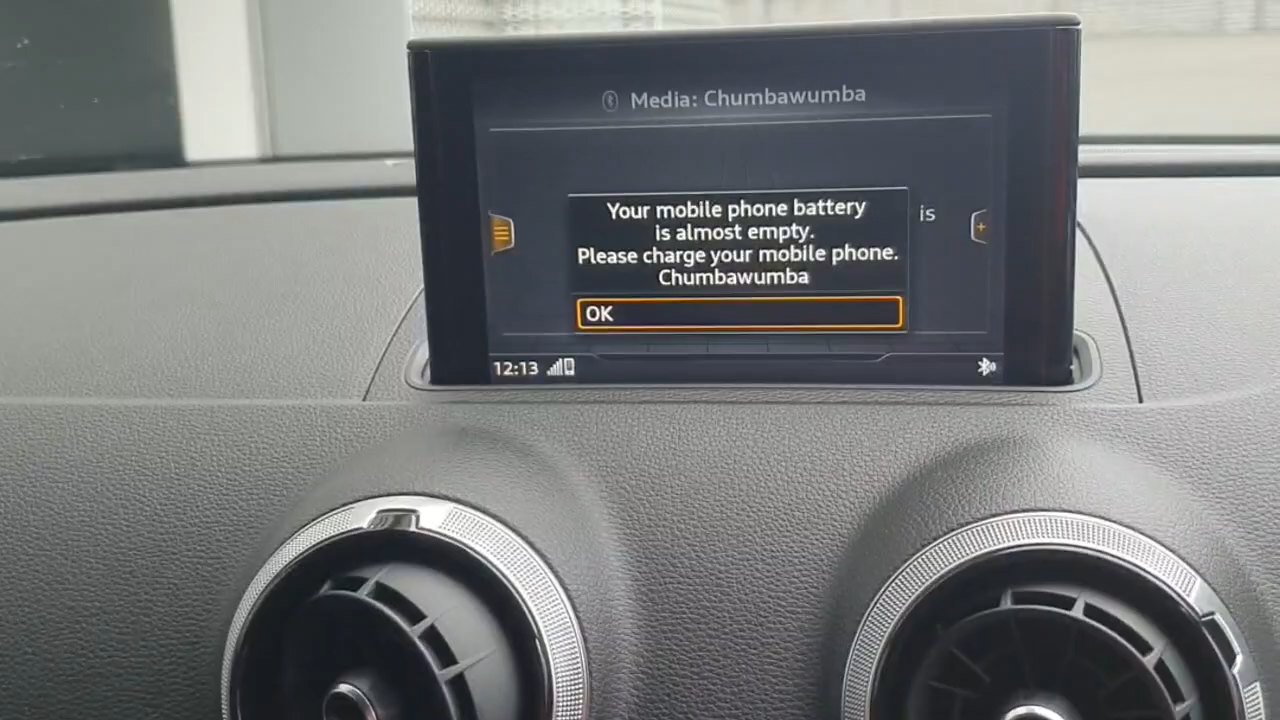 Media: Chumbawumba
Your mobile phone battery
is almost empty.
Please charge your mobile phone.
Chumbawumba
is
OK
12:13